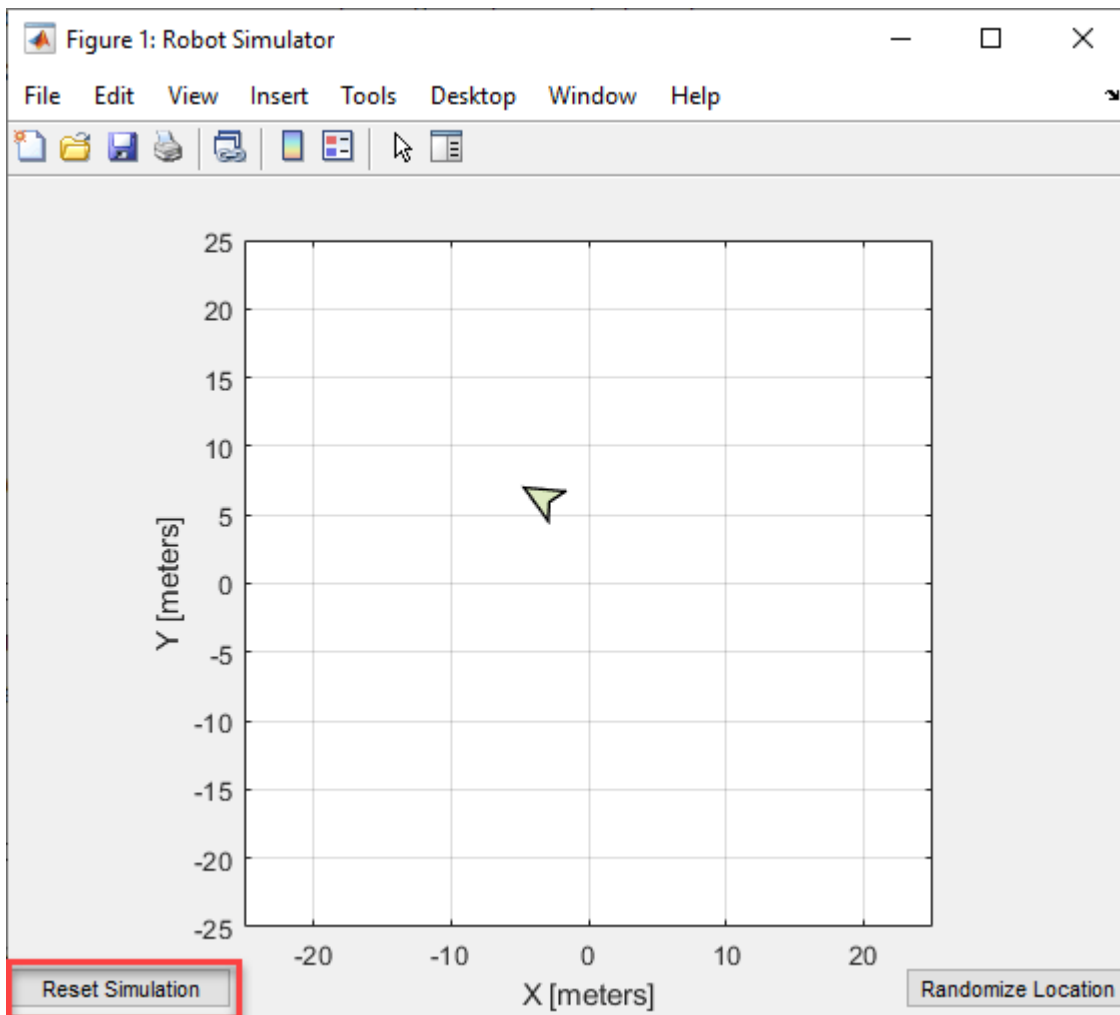 Figure 1: Robot Simulator
File Edit View Insert Tools Desktop Window Help
25
20
15
10
5
0
-5
-10
-15
-20
-25
Y [meters]
-20 -10 0 10 20
X [meters]
Reset Simulation
Randomize Location